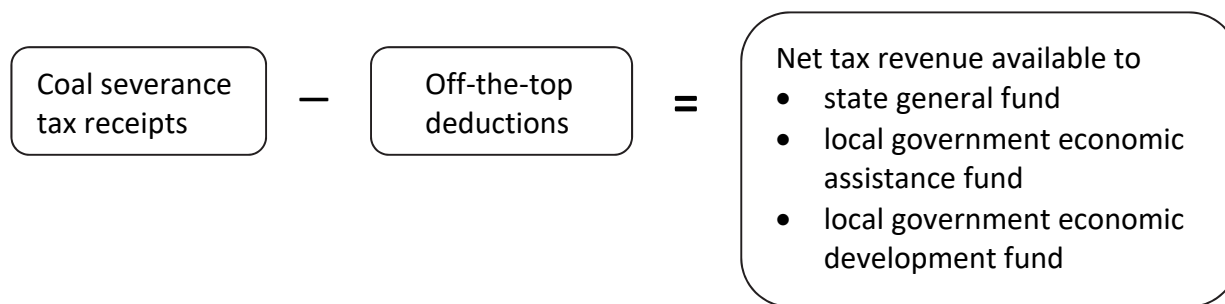 Coal severance
tax receipts
–
Off-the-top
deductions
=
Net tax revenue available to
• state general fund
• local government economic
assistance fund
• local government economic
development fund